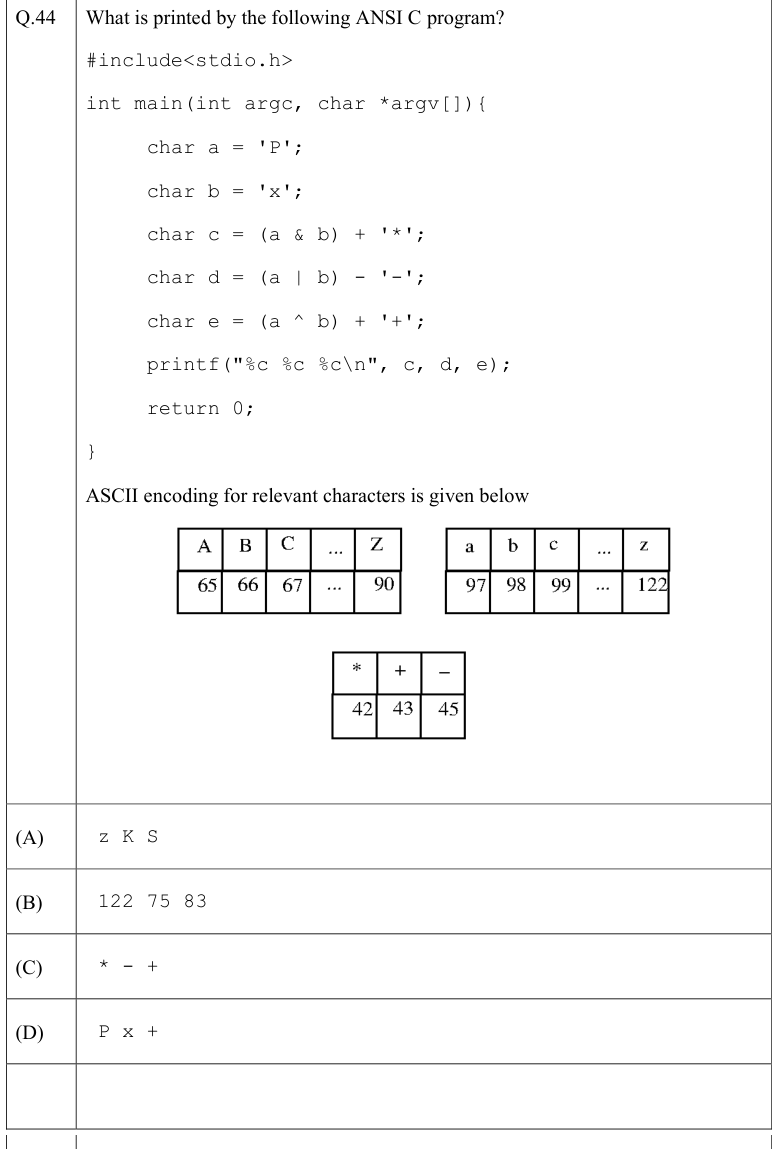 Q.44 What is printed by the following ANSI C program?
#include<stdio.h>
int main(int argc, char *argv[]){
char a = 'P';
char b = 'x';
char c = (a & b) + '*';
char d = (a | b) - '-';
char e = (a ^ b) + '+';
printf("%c %c %c\n", c, d, e);
return 0;
}
ASCII encoding for relevant characters is given below
A B C ... Z a b c ... z
65 66 67 ... 90 97 98 99 ... 122
* + −
42 43 45
(A) z K S
(B) 122 75 83
(C) * - +
(D) P x +